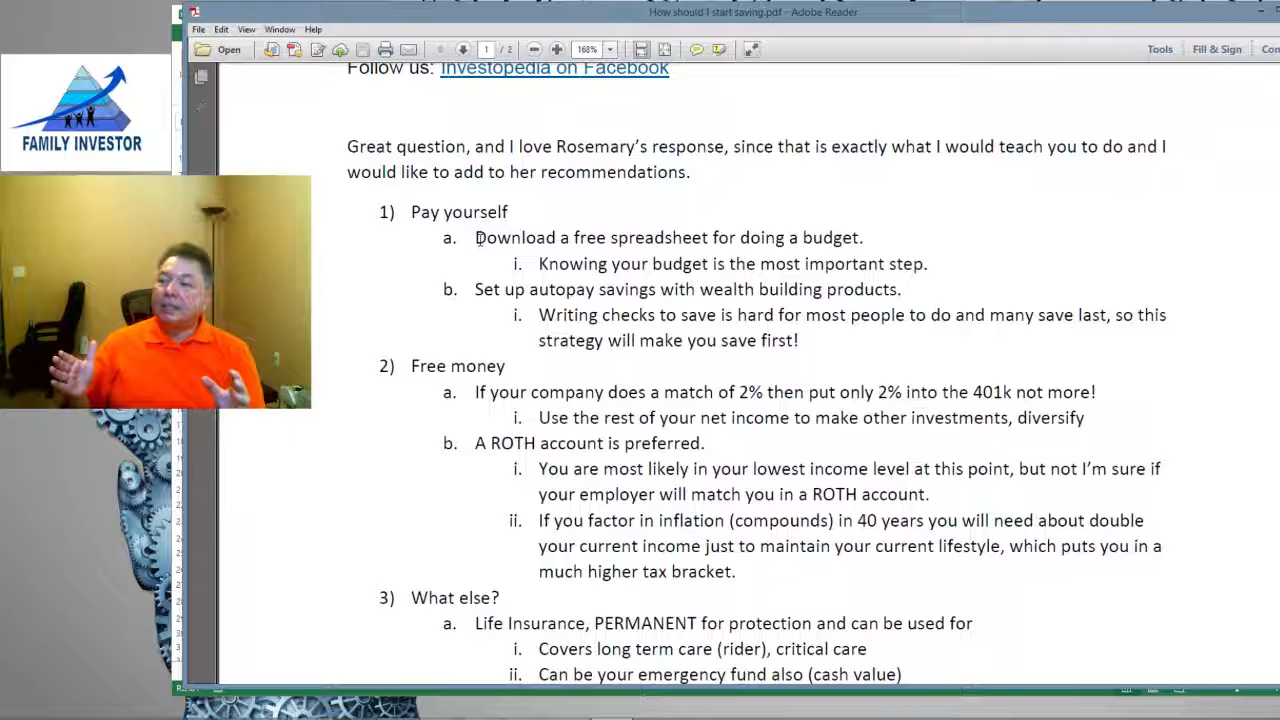 How should I start saving.pdf - Adobe Reader
File Edit View Window Help
Open 1 / 2 168% Tools Fill & Sign
Follow us: Investopedia on Facebook
FAMILY INVESTOR
Great question, and I love Rosemary's response, since that is exactly what I would teach you to do and I
would like to add to her recommendations.
1) Pay yourself
a. Download a free spreadsheet for doing a budget.
i. Knowing your budget is the most important step.
b. Set up autopay savings with wealth building products.
i. Writing checks to save is hard for most people to do and many save last, so this
strategy will make you save first!
2) Free money
a. If your company does a match of 2% then put only 2% into the 401k not more!
i. Use the rest of your net income to make other investments, diversify
b. A ROTH account is preferred.
i. You are most likely in your lowest income level at this point, but not I'm sure if
your employer will match you in a ROTH account.
ii. If you factor in inflation (compounds) in 40 years you will need about double
your current income just to maintain your current lifestyle, which puts you in a
much higher tax bracket.
3) What else?
a. Life Insurance, PERMANENT for protection and can be used for
i. Covers long term care (rider), critical care
ii. Can be your emergency fund also (cash value)